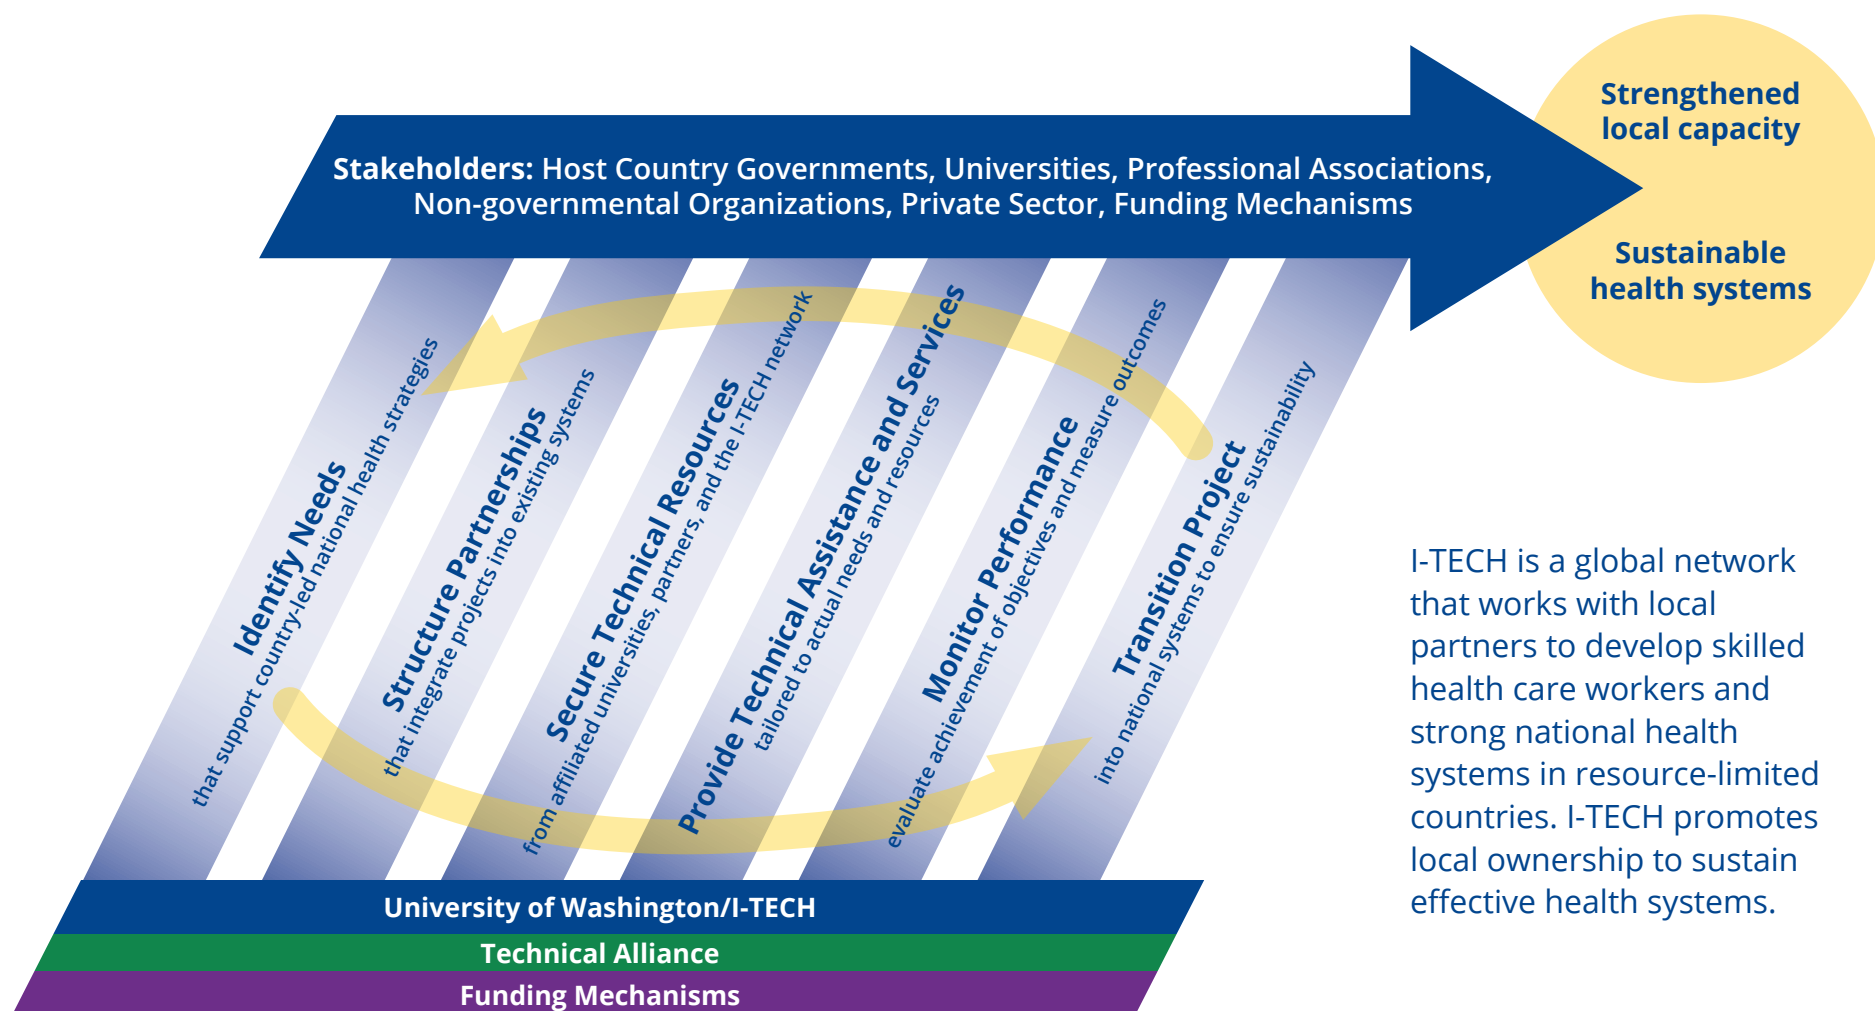 Strengthened
local capacity
Stakeholders: Host Country Governments, Universities, Professional Associations,
Non-governmental Organizations, Private Sector, Funding Mechanisms
Sustainable
health systems
Identify Needs
that support country-led national health strategies
Structure Partnerships
that integrate projects into existing systems
Secure Technical Resources
from affiliated universities, partners, and the I-TECH network
Provide Technical Assistance and Services
tailored to actual needs and resources
Monitor Performance
evaluate achievement of objectives and measure outcomes
Transition Project
into national systems to ensure sustainability
I-TECH is a global network
that works with local
partners to develop skilled
health care workers and
strong national health
systems in resource-limited
countries. I-TECH promotes
local ownership to sustain
effective health systems.
University of Washington/I-TECH
Technical Alliance
Funding Mechanisms